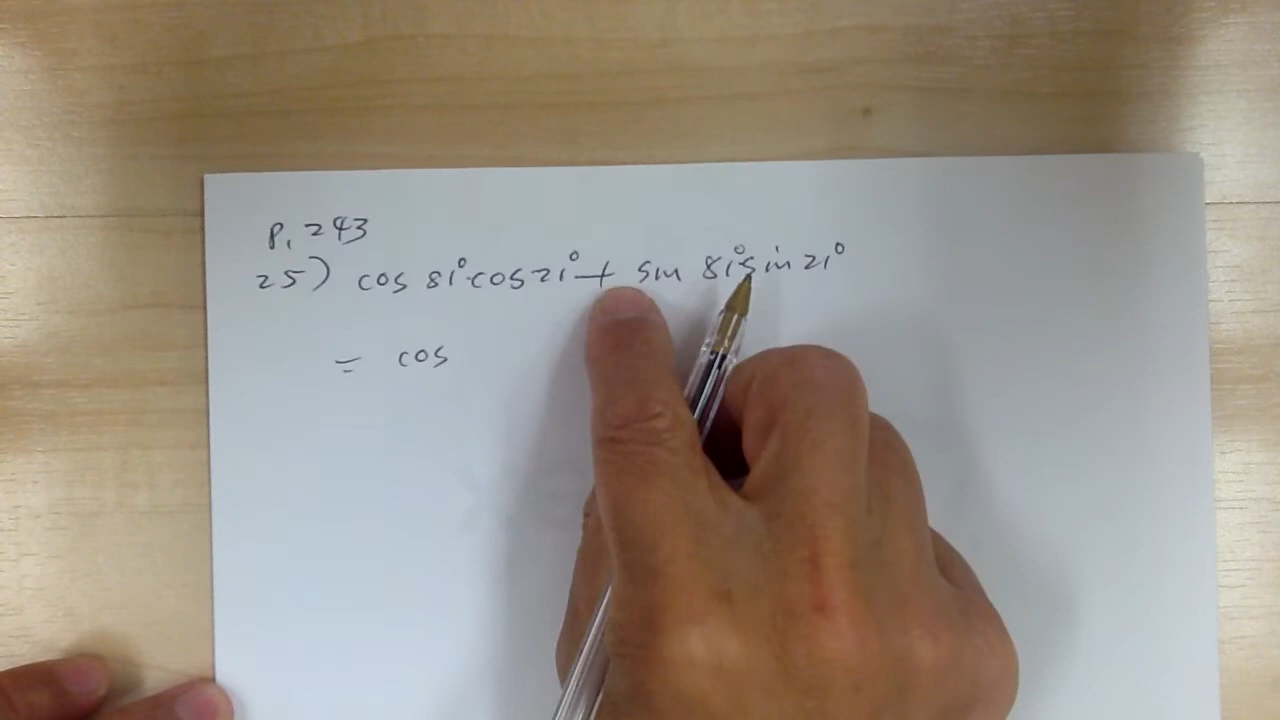 P. 243
25) cos 81° cos 21° + sin 81° sin 21°
= cos